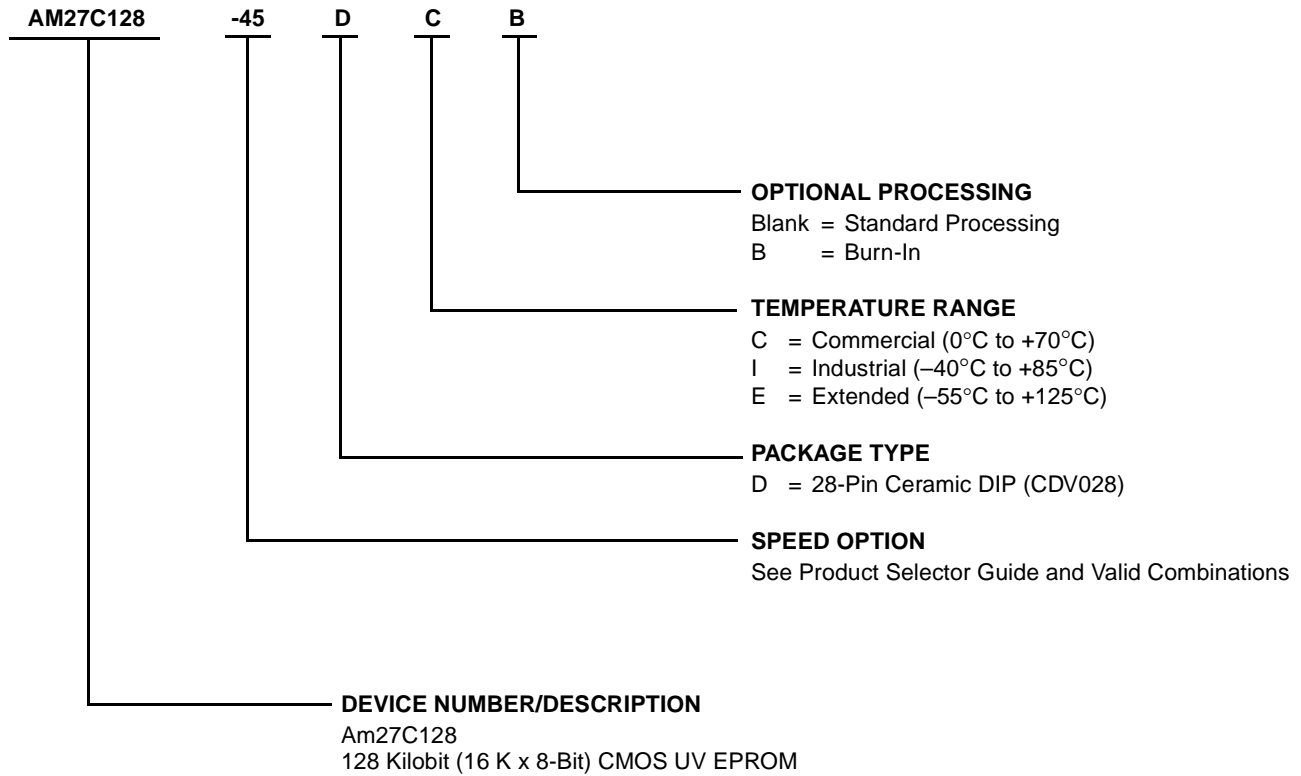 AM27C128 -45 D C B
OPTIONAL PROCESSING
Blank = Standard Processing
B = Burn-In
TEMPERATURE RANGE
C = Commercial (0°C to +70°C)
I = Industrial (–40°C to +85°C)
E = Extended (–55°C to +125°C)
PACKAGE TYPE
D = 28-Pin Ceramic DIP (CDV028)
SPEED OPTION
See Product Selector Guide and Valid Combinations
DEVICE NUMBER/DESCRIPTION
Am27C128
128 Kilobit (16 K x 8-Bit) CMOS UV EPROM